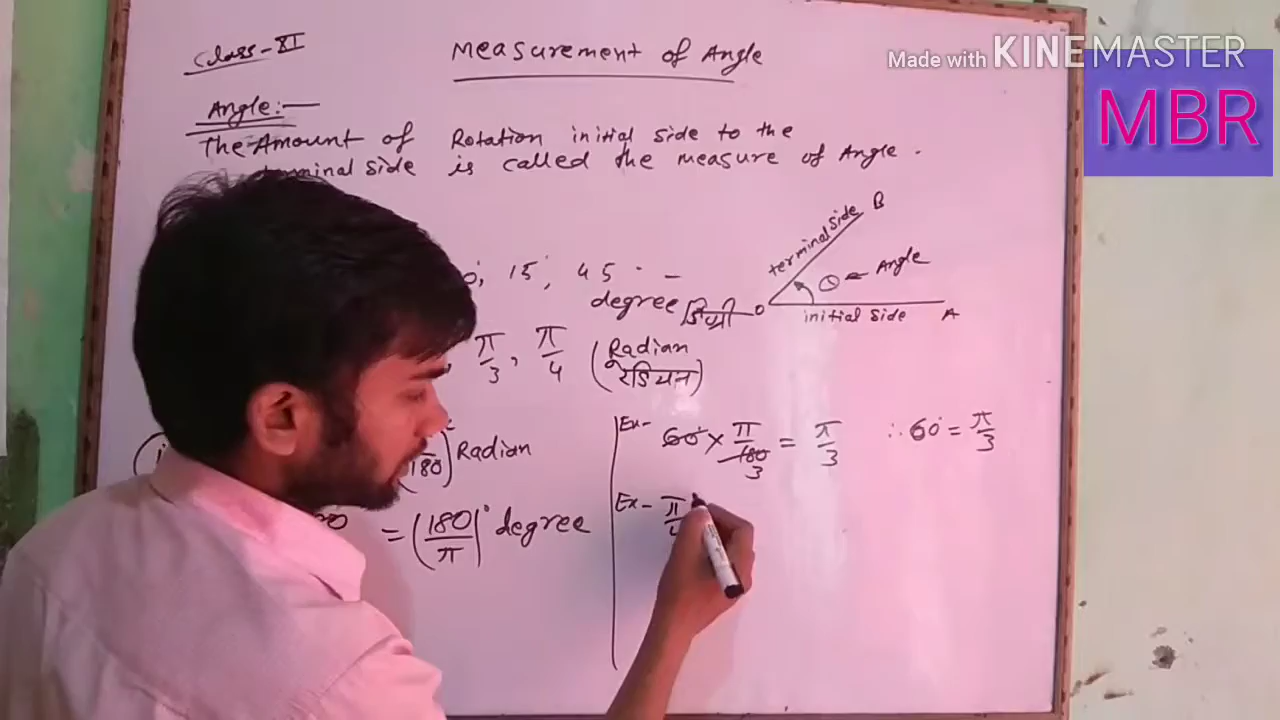 Class-XI
Measurement of Angle
Made with KINEMASTER
MBR
Angle:—
The Amount of Rotation initial side to the
terminal side is called the measure of Angle.
terminal side B
θ ← Angle
O initial side A
15°, 45° -
degree डिग्री
π/3, π/4 (Radian
रेडियन)
180) Radian
= (180/π)° degree
Ex- 60° × π/180 = π/3 ∴ 60° = π/3
3
Ex- π